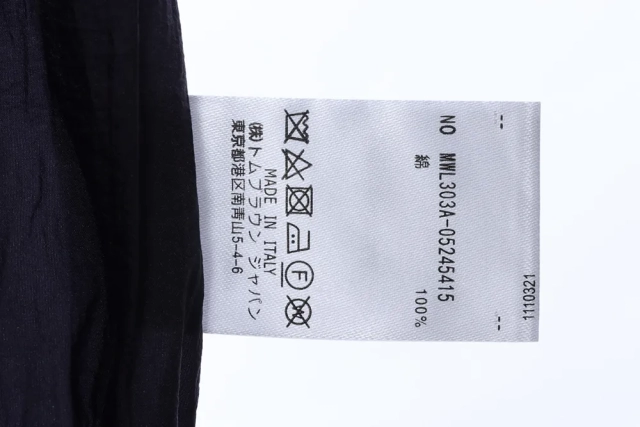 1110321
NO MWL303A-05245415
綿 100%
MADE IN ITALY
(株)トムブラウン ジャパン
東京都港区南青山5-4-6